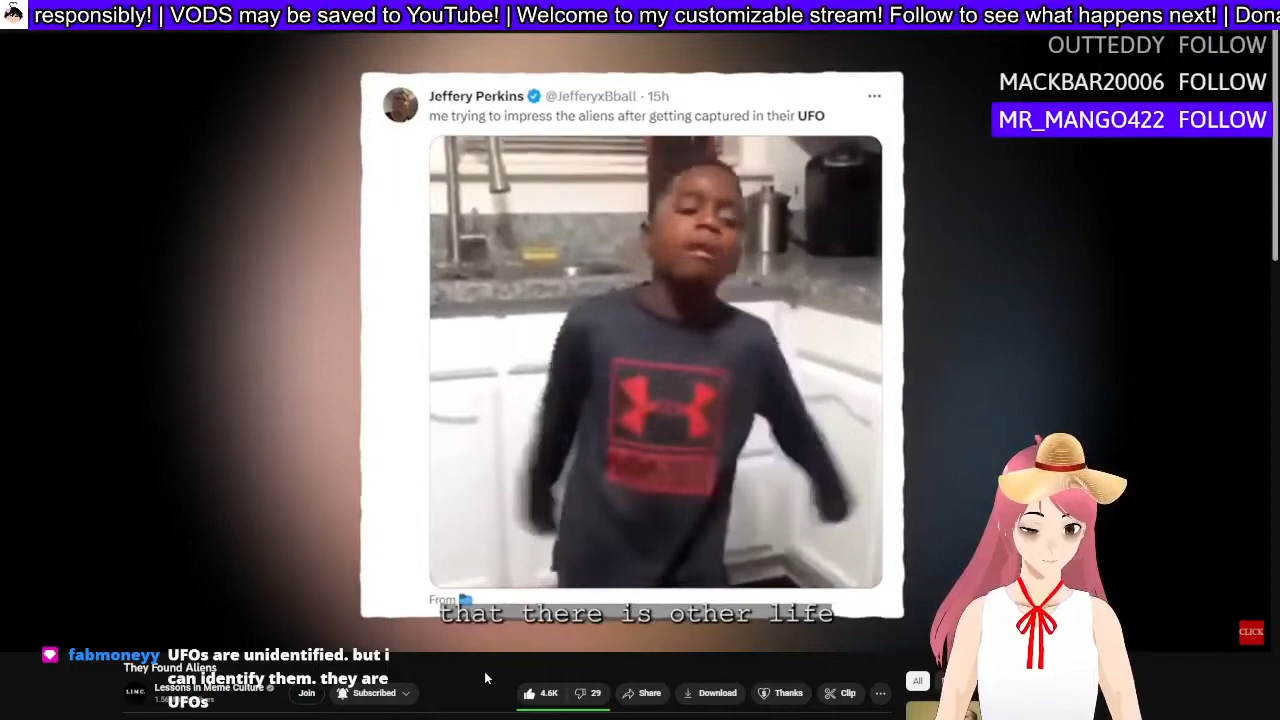 responsibly! | VODS may be saved to YouTube! | Welcome to my customizable stream! Follow to see what happens next! | Dona
OUTTEDDY FOLLOW
MACKBAR20006 FOLLOW
MR_MANGO422 FOLLOW
Jeffery Perkins @JefferyxBball · 15h
me trying to impress the aliens after getting captured in their UFO
From
that there is other life
CLICK
fabmoneyy UFOs are unidentified. but i
can identify them. they are
UFOs
They Found Aliens
LIMC
Lessons in Meme Culture
Join
Subscribed
4.6K
29
Share
Download
Thanks
Clip
All